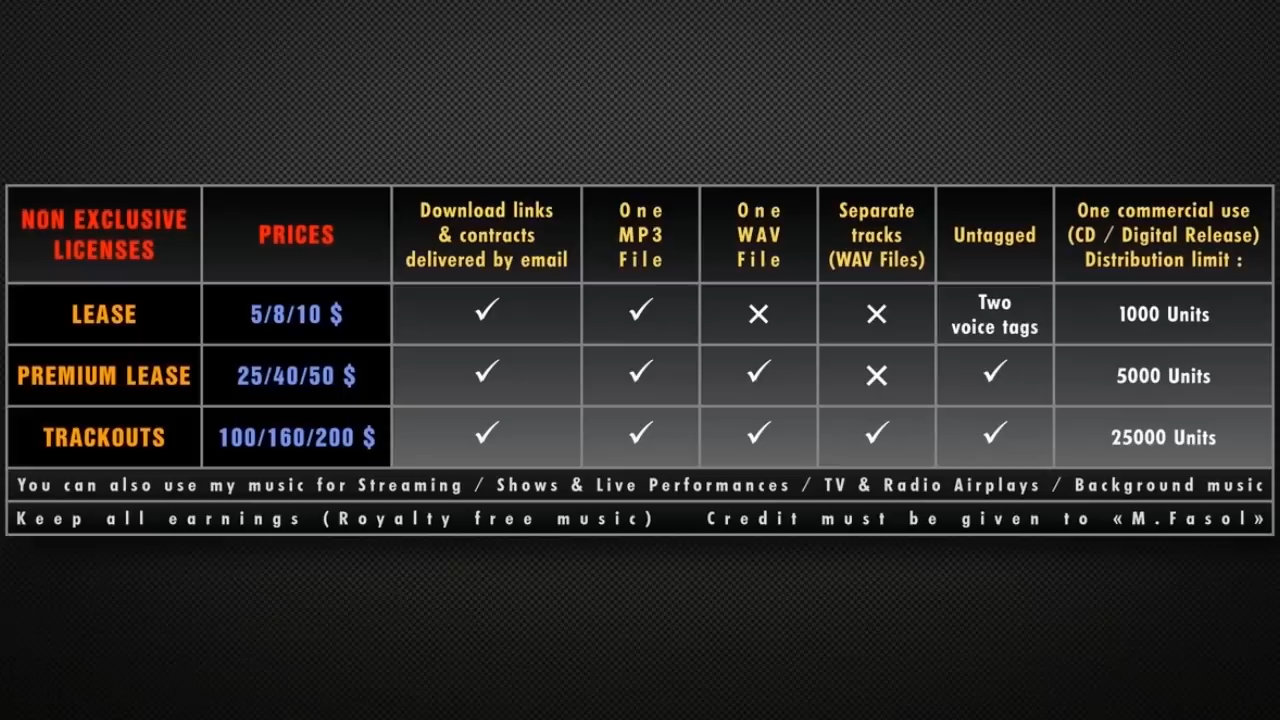 NON EXCLUSIVE
LICENSES
PRICES
Download links
& contracts
delivered by email
One
MP3
File
One
WAV
File
Separate
tracks
(WAV Files)
Untagged
One commercial use
(CD / Digital Release)
Distribution limit :
LEASE
5/8/10 $
✓
✓
✕
✕
Two
voice tags
1000 Units
PREMIUM LEASE
25/40/50 $
✓
✓
✓
✕
✓
5000 Units
TRACKOUTS
100/160/200 $
✓
✓
✓
✓
✓
25000 Units
You can also use my music for Streaming / Shows & Live Performances / TV & Radio Airplays / Background music
Keep all earnings (Royalty free music) Credit must be given to «M.Fasol»